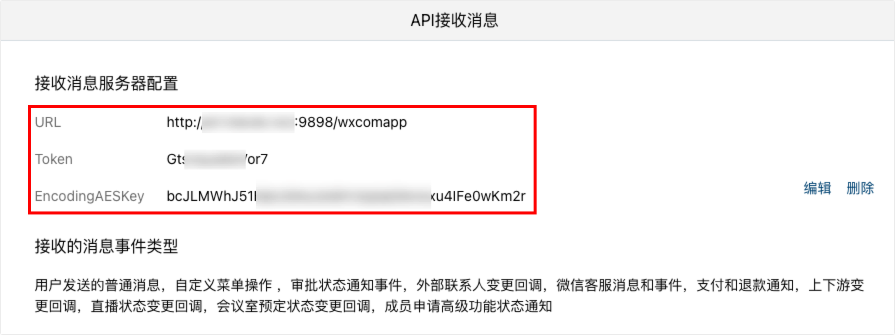 API接收消息
接收消息服务器配置
URL http:/ :9898/wxcomapp
Token Gts /or7
EncodingAESKey bcJLMWhJ51 xu4IFe0wKm2r
编辑 删除
接收的消息事件类型
用户发送的普通消息，自定义菜单操作 ，审批状态通知事件，外部联系人变更回调，微信客服消息和事件，支付和退款通知，上下游变
更回调，直播状态变更回调，会议室预定状态变更回调，成员申请高级功能状态通知